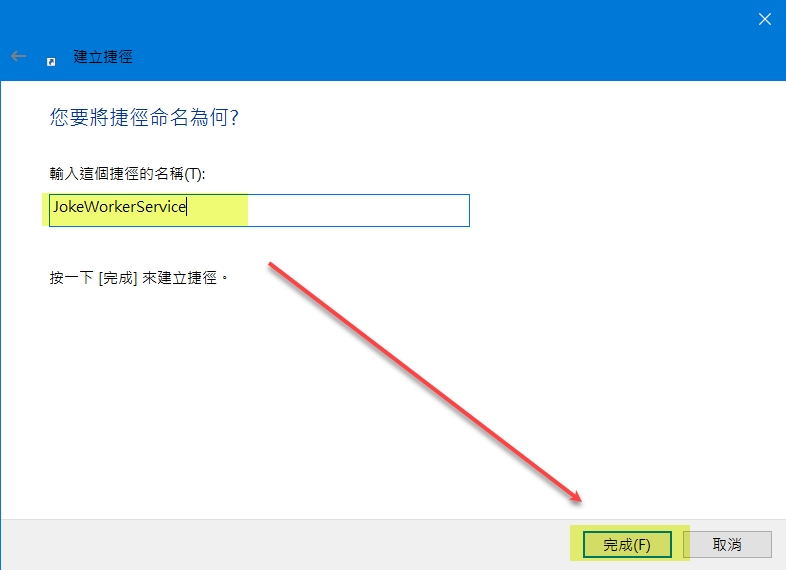 建立捷徑
您要將捷徑命名為何?
輸入這個捷徑的名稱(T):
JokeWorkerService
按一下 [完成] 來建立捷徑。
完成(F)
取消